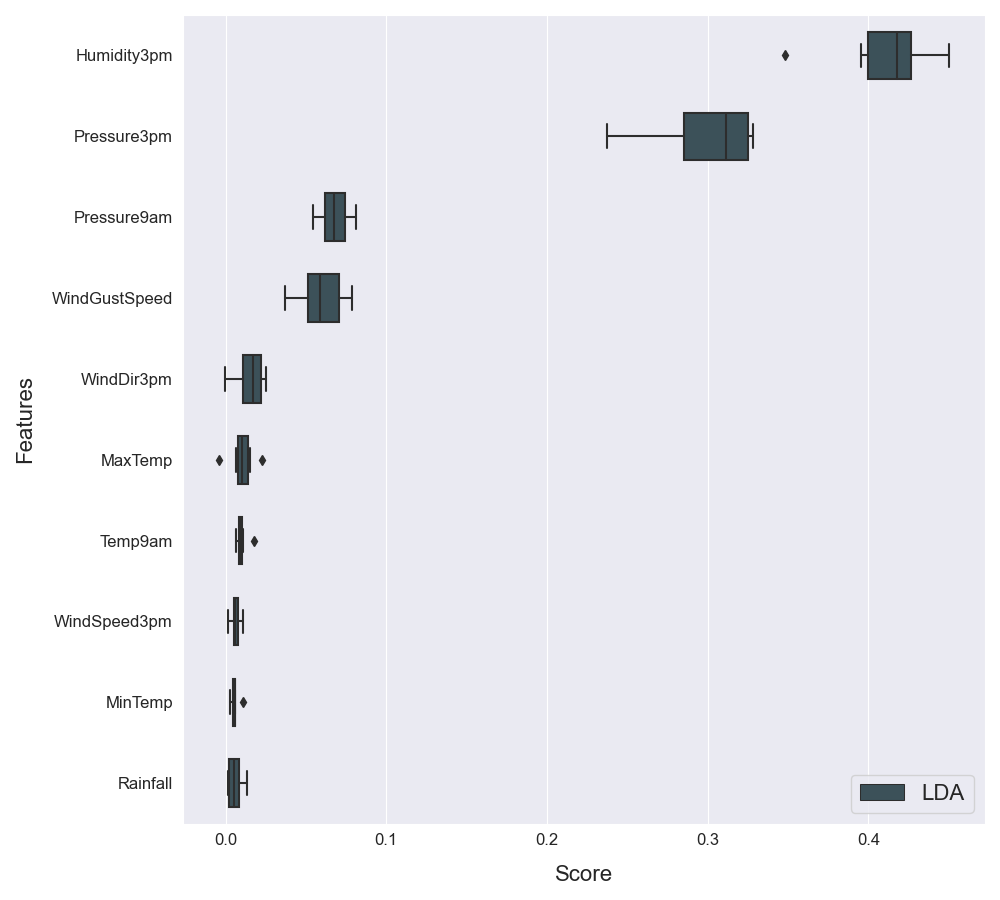 Humidity3pm
Pressure3pm
Pressure9am
WindGustSpeed
WindDir3pm
MaxTemp
Temp9am
WindSpeed3pm
MinTemp
Rainfall
Features
LDA
0.0 0.1 0.2 0.3 0.4
Score